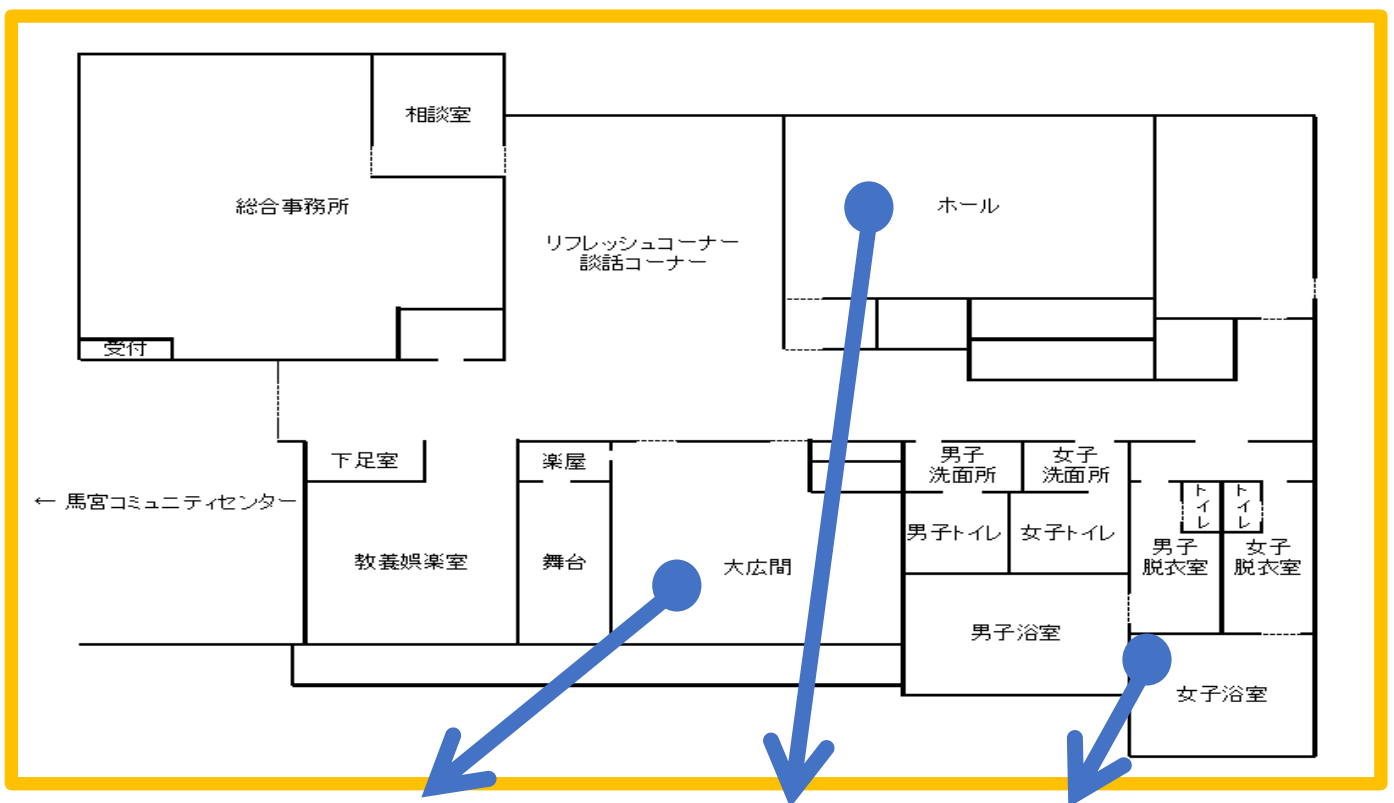 相談室
総合事務所
ホール
リフレッシュコーナー
談話コーナー
受付
下足室
楽屋
男子
洗面所
女子
洗面所
← 馬宮コミュニティセンター
トイレ
トイレ
教養娯楽室
舞台
大広間
男子トイレ
女子トイレ
男子
脱衣室
女子
脱衣室
男子浴室
女子浴室